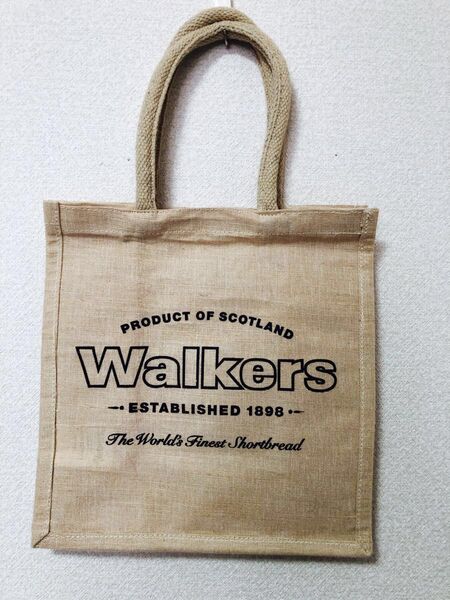 PRODUCT OF SCOTLAND
Walkers
ESTABLISHED 1898
The World's Finest Shortbread